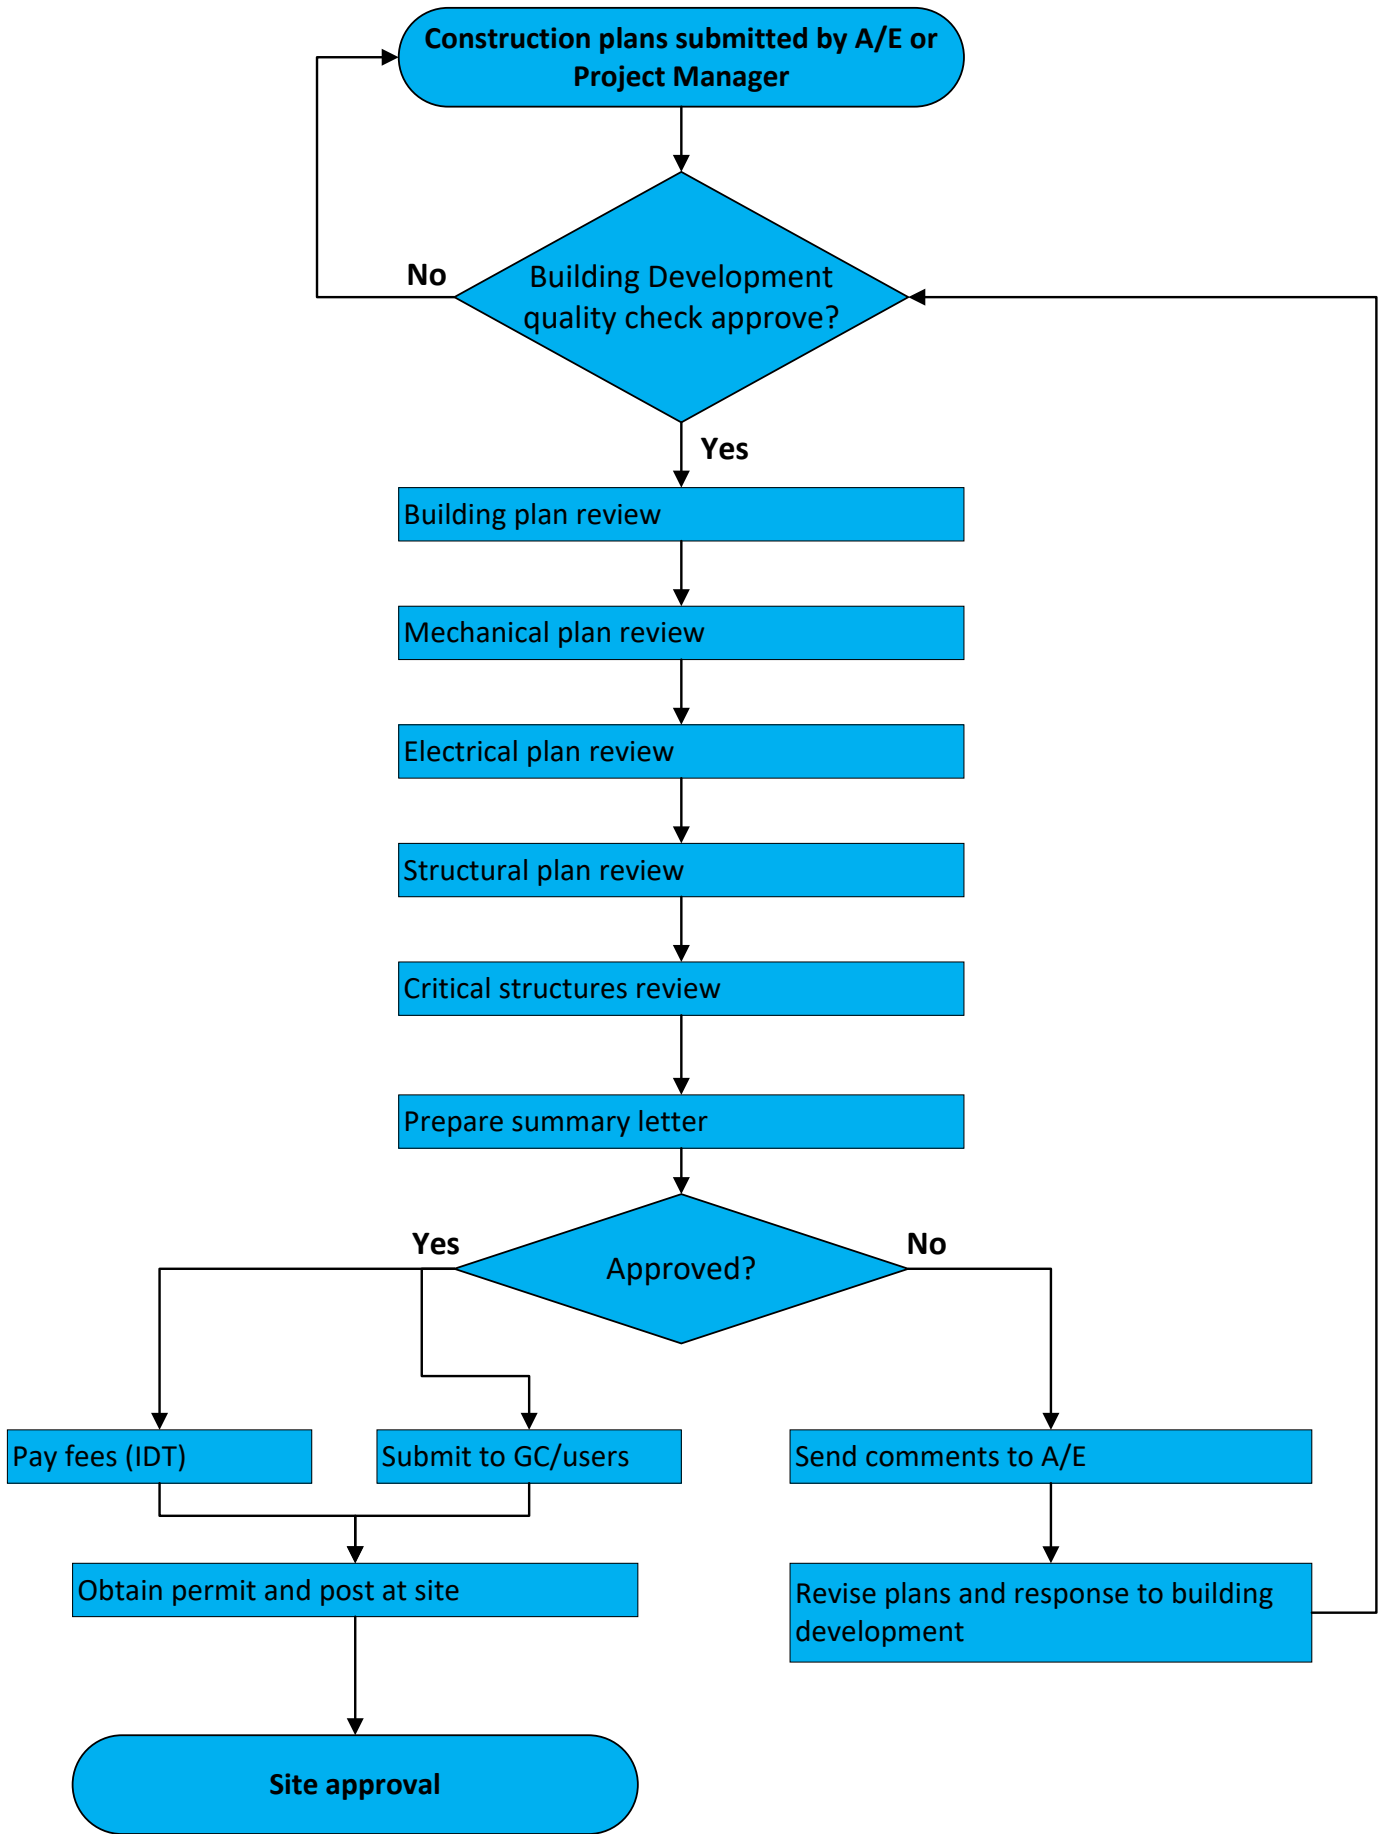 Construction plans submitted by A/E or
Project Manager
No
Building Development
quality check approve?
Yes
Building plan review
Mechanical plan review
Electrical plan review
Structural plan review
Critical structures review
Prepare summary letter
Yes
Approved?
No
Pay fees (IDT)
Submit to GC/users
Send comments to A/E
Obtain permit and post at site
Revise plans and response to building
development
Site approval